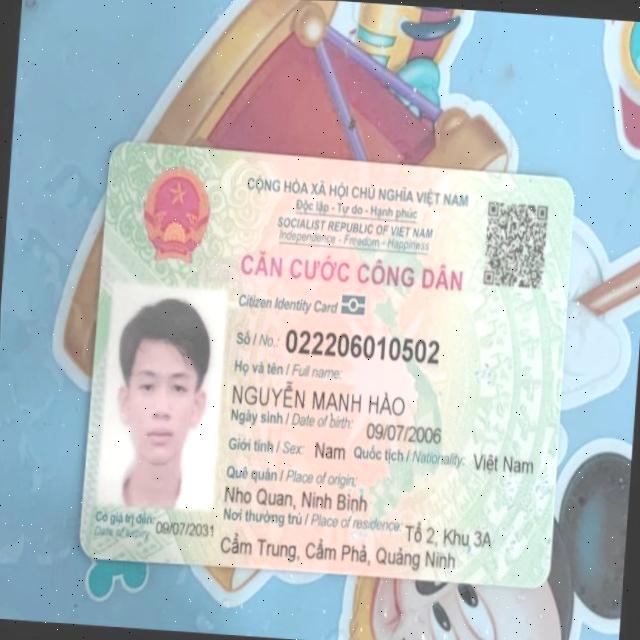 CỘNG HÒA XÃ HỘI CHỦ NGHĨA VIỆT NAM
Độc lập - Tự do - Hạnh phúc
SOCIALIST REPUBLIC OF VIET NAM
Independence - Freedom - Happiness
CĂN CƯỚC CÔNG DÂN
Citizen Identity Card
Số / No.: 022206010502
Họ và tên / Full name:
NGUYỄN MẠNH HÀO
Ngày sinh / Date of birth: 09/07/2006
Giới tính / Sex: Nam Quốc tịch / Nationality: Việt Nam
Quê quán / Place of origin:
Nho Quan, Ninh Bình
Nơi thường trú / Place of residence: Tổ 2, Khu 3A
Cẩm Trung, Cẩm Phả, Quảng Ninh
Có giá trị đến: 09/07/2031
Date of expiry